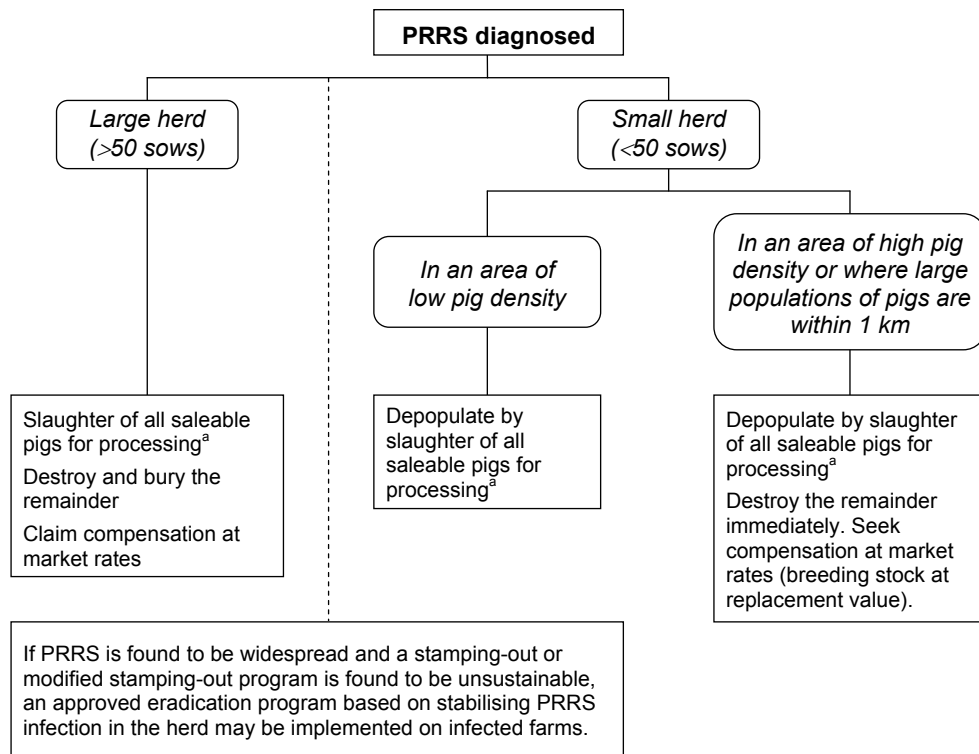 PRRS diagnosed
Large herd
(>50 sows)
Small herd
(<50 sows)
In an area of
low pig density
In an area of high pig
density or where large
populations of pigs are
within 1 km
Slaughter of all saleable
pigs for processingᵃ
Destroy and bury the
remainder
Claim compensation at
market rates
Depopulate by
slaughter of all
saleable pigs for
processingᵃ
Depopulate by slaughter
of all saleable pigs for
processingᵃ
Destroy the remainder
immediately. Seek
compensation at market
rates (breeding stock at
replacement value).
If PRRS is found to be widespread and a stamping-out or
modified stamping-out program is found to be unsustainable,
an approved eradication program based on stabilising PRRS
infection in the herd may be implemented on infected farms.